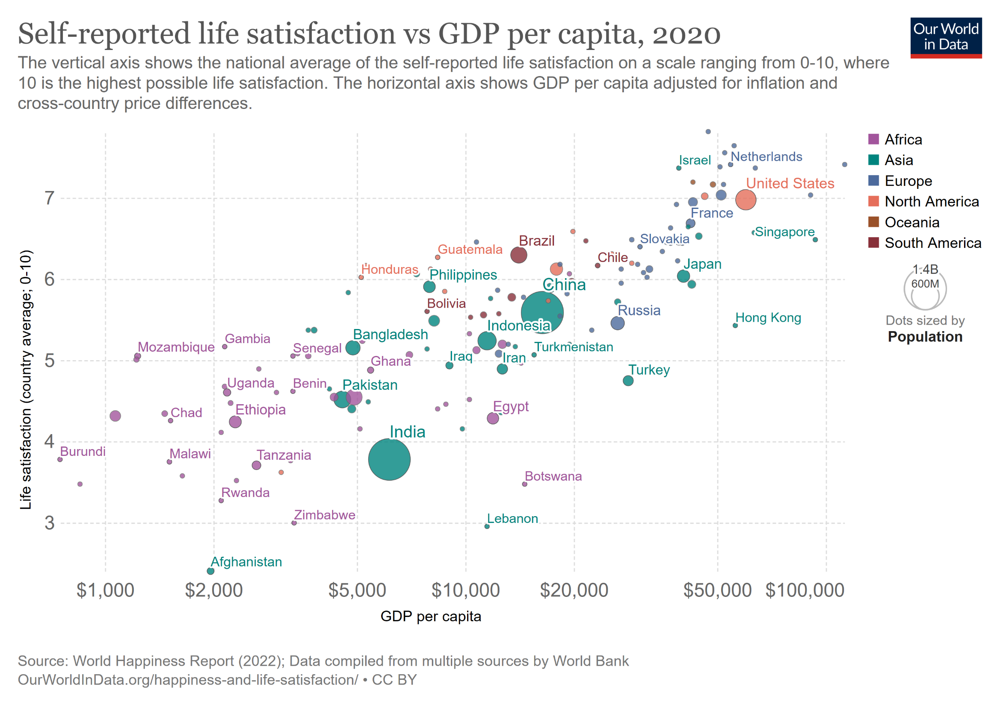 Self-reported life satisfaction vs GDP per capita, 2020
Our World
in Data
The vertical axis shows the national average of the self-reported life satisfaction on a scale ranging from 0-10, where
10 is the highest possible life satisfaction. The horizontal axis shows GDP per capita adjusted for inflation and
cross-country price differences.
Africa
Asia
Europe
North America
Oceania
South America
1.4B
600M
Dots sized by
Population
Life satisfaction (country average; 0-10)
7
6
5
4
3
Israel
Netherlands
United States
France
Singapore
Slovakia
Brazil
Guatemala
Chile
Japan
Honduras
Philippines
China
Bolivia
Russia
Hong Kong
Indonesia
Bangladesh
Gambia
Mozambique
Senegal
Turkmenistan
Iraq
Iran
Ghana
Turkey
Uganda
Benin
Pakistan
Ethiopia
Egypt
Chad
India
Burundi
Malawi
Tanzania
Botswana
Rwanda
Zimbabwe
Lebanon
Afghanistan
$1,000
$2,000
$5,000
$10,000
$20,000
$50,000
$100,000
GDP per capita
Source: World Happiness Report (2022); Data compiled from multiple sources by World Bank
OurWorldInData.org/happiness-and-life-satisfaction/ • CC BY